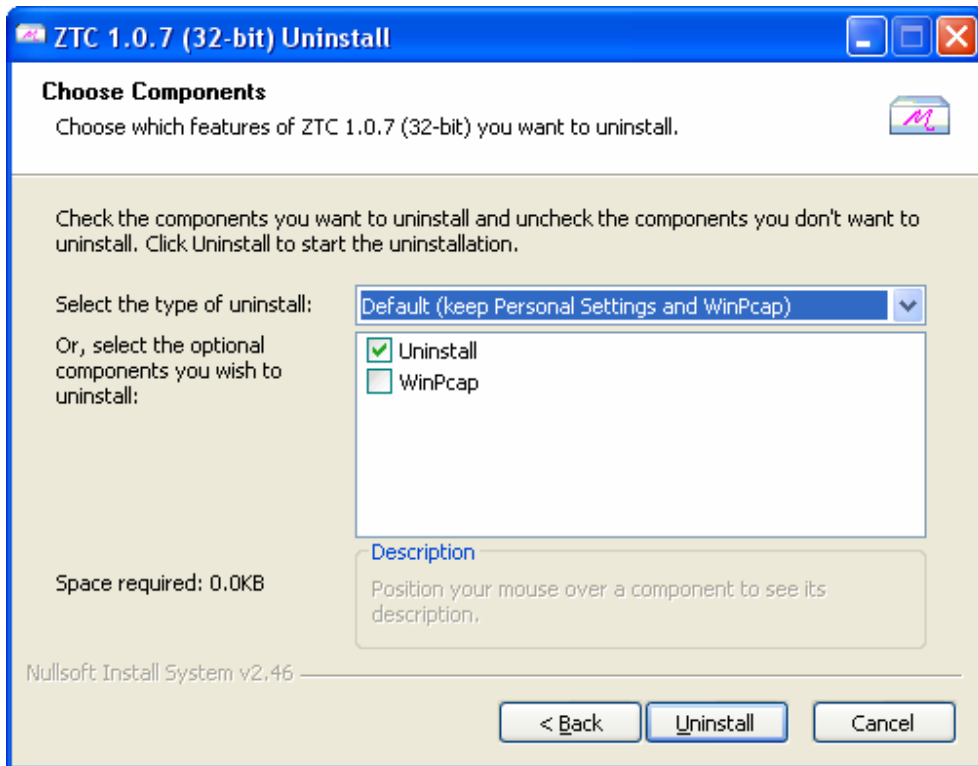 ZTC 1.0.7 (32-bit) Uninstall
Choose Components
Choose which features of ZTC 1.0.7 (32-bit) you want to uninstall.
Check the components you want to uninstall and uncheck the components you don't want to
uninstall. Click Uninstall to start the uninstallation.
Select the type of uninstall:
Default (keep Personal Settings and WinPcap)
Or, select the optional
components you wish to
uninstall:
Uninstall
WinPcap
Space required: 0.0KB
Description
Position your mouse over a component to see its
description.
Nullsoft Install System v2.46
< Back
Uninstall
Cancel